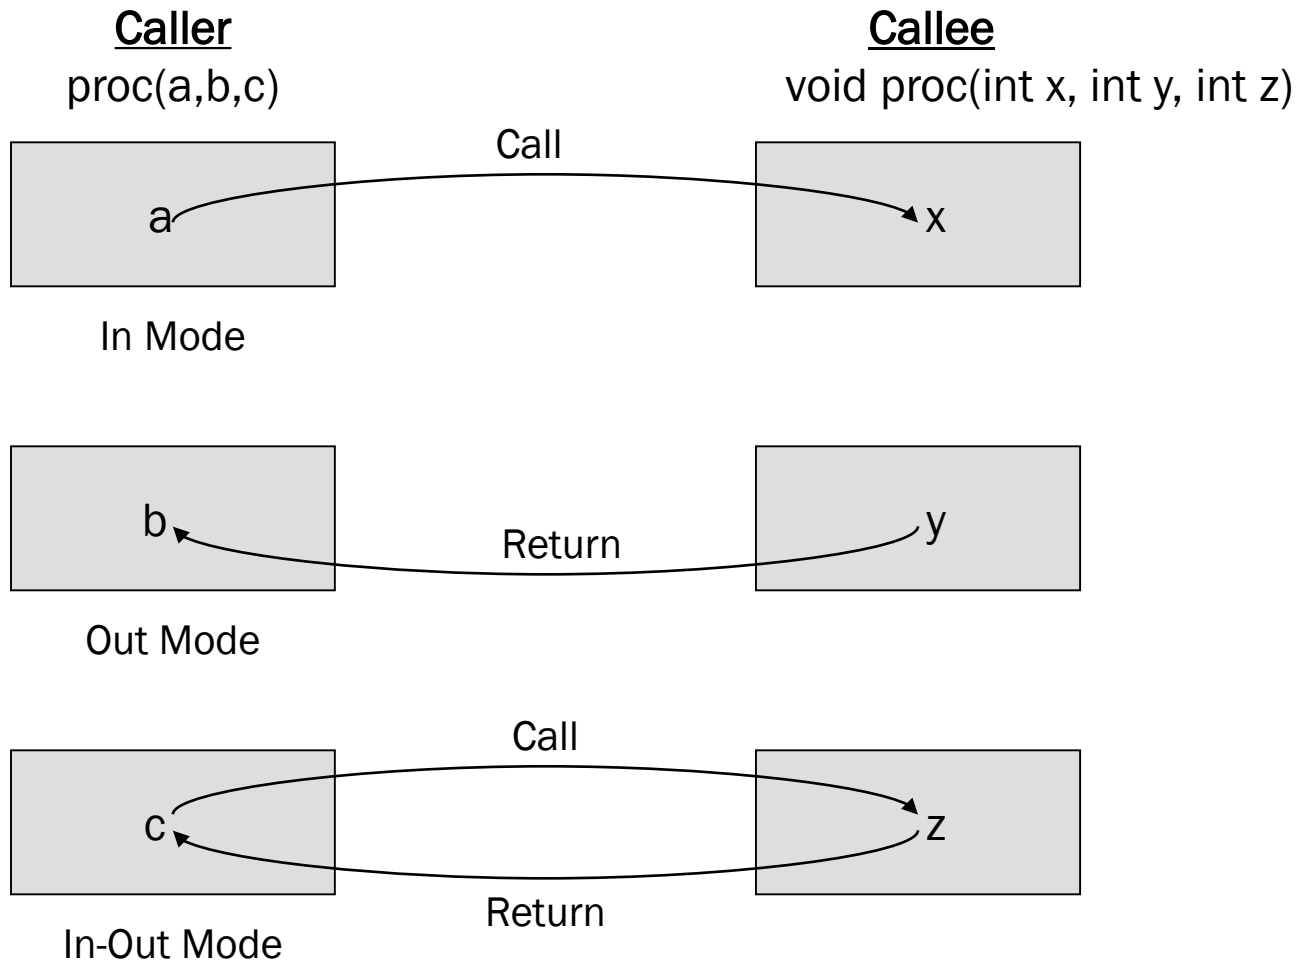 Caller
Callee
proc(a,b,c)
void proc(int x, int y, int z)
Call
a
x
In Mode
b
y
Return
Out Mode
Call
c
z
Return
In-Out Mode